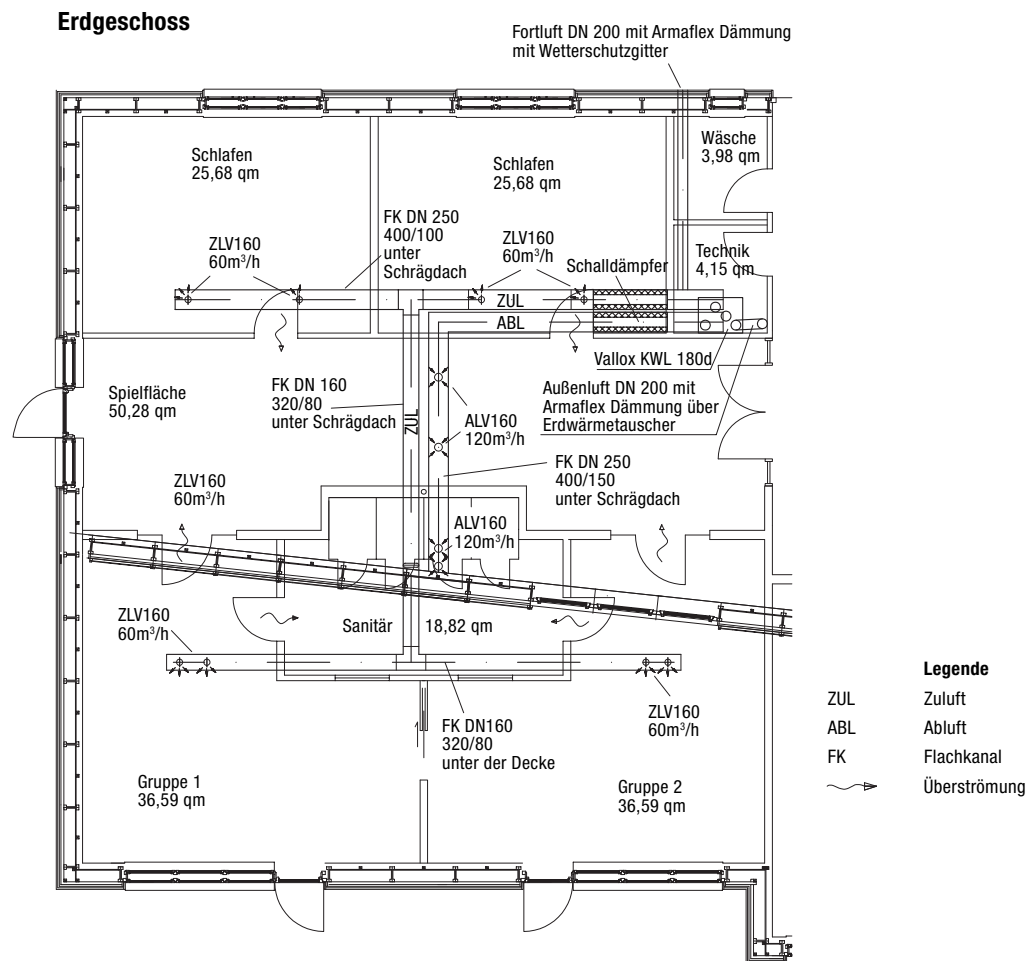 Erdgeschoss
Fortluft DN 200 mit Armaflex Dämmung
mit Wetterschutzgitter
Wäsche
3,98 qm
Schlafen
25,68 qm
Schlafen
25,68 qm
FK DN 250
400/100
unter
Schrägdach
ZLV160
60m³/h
ZLV160
60m³/h
Technik
4,15 qm
Schalldämpfer
ZUL
ABL
Vallox KWL 180d
Spielfläche
50,28 qm
FK DN 160
320/80
unter Schrägdach
ZUL
Außenluft DN 200 mit
Armaflex Dämmung über
Erdwärmetauscher
ALV160
120m³/h
FK DN 250
400/150
unter Schrägdach
ZLV160
60m³/h
ALV160
120m³/h
ZLV160
60m³/h
Sanitär
18,82 qm
ZLV160
60m³/h
FK DN160
320/80
unter der Decke
Gruppe 1
36,59 qm
Gruppe 2
36,59 qm
Legende
ZUL Zuluft
ABL Abluft
FK Flachkanal
Überströmung